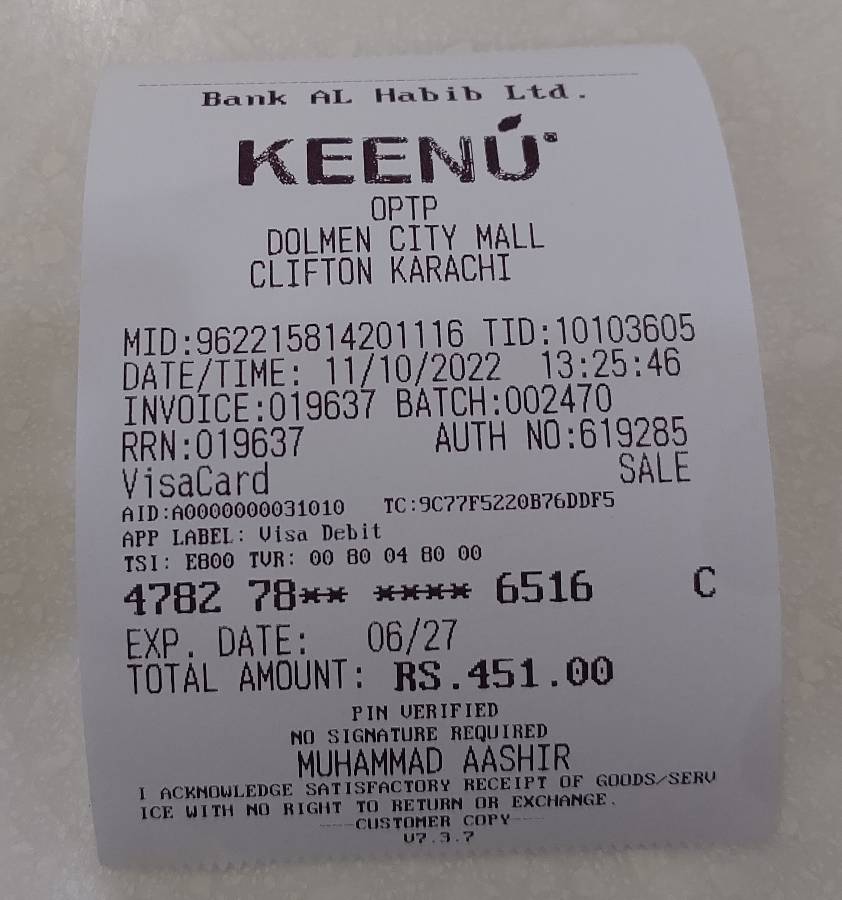 Bank AL Habib Ltd.
KEENU
OPTP
DOLMEN CITY MALL
CLIFTON KARACHI
MID:962215814201116 TID:10103605
DATE/TIME: 11/10/2022 13:25:46
INVOICE:019637 BATCH:002470
RRN:019637 AUTH NO:619285
VisaCard SALE
AID:A0000000031010 TC:9C77F5220B76DDF5
APP LABEL: Visa Debit
TSI: E800 TVR: 00 80 04 80 00
4782 78** **** 6516 C
EXP. DATE: 06/27
TOTAL AMOUNT: RS.451.00
PIN VERIFIED
NO SIGNATURE REQUIRED
MUHAMMAD AASHIR
I ACKNOWLEDGE SATISFACTORY RECEIPT OF GOODS/SERV
ICE WITH NO RIGHT TO RETURN OR EXCHANGE.
----CUSTOMER COPY----
V7.3.7